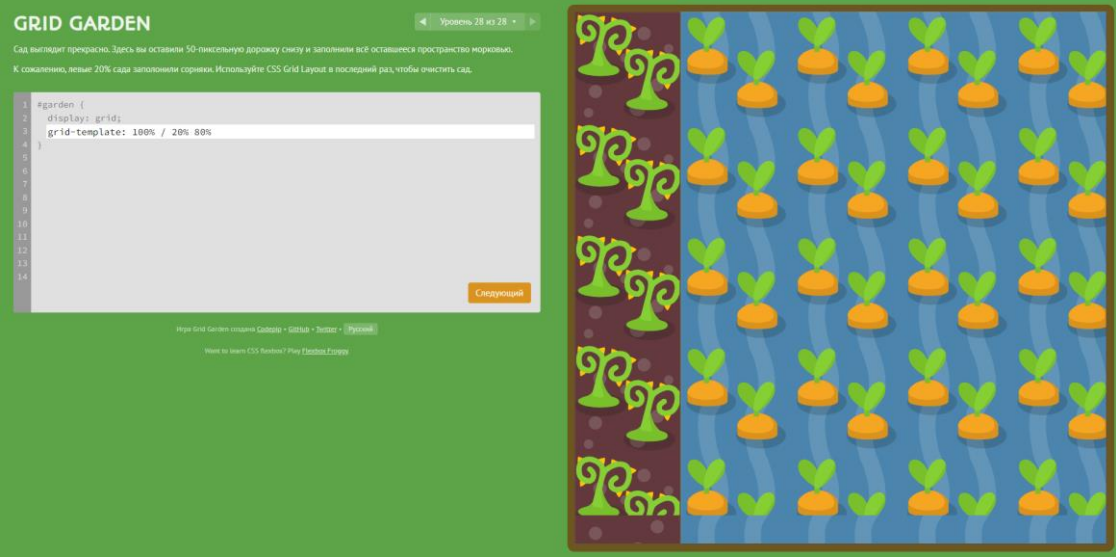 GRID GARDEN
Уровень 28 из 28
Сад выглядит прекрасно. Здесь вы оставили 50-пиксельную дорожку снизу и заполнили всё оставшееся пространство морковью.
К сожалению, левые 20% сада заполонили сорняки. Используйте CSS Grid Layout в последний раз, чтобы очистить сад.
1 #garden {
2 display: grid;
3 grid-template: 100% / 20% 80%
4 }
5
6
7
8
9
10
11
12
13
14
Следующий
Игра Grid Garden создана Codepip • GitHub • Twitter • Русский
Want to learn CSS flexbox? Play Flexbox Froggy